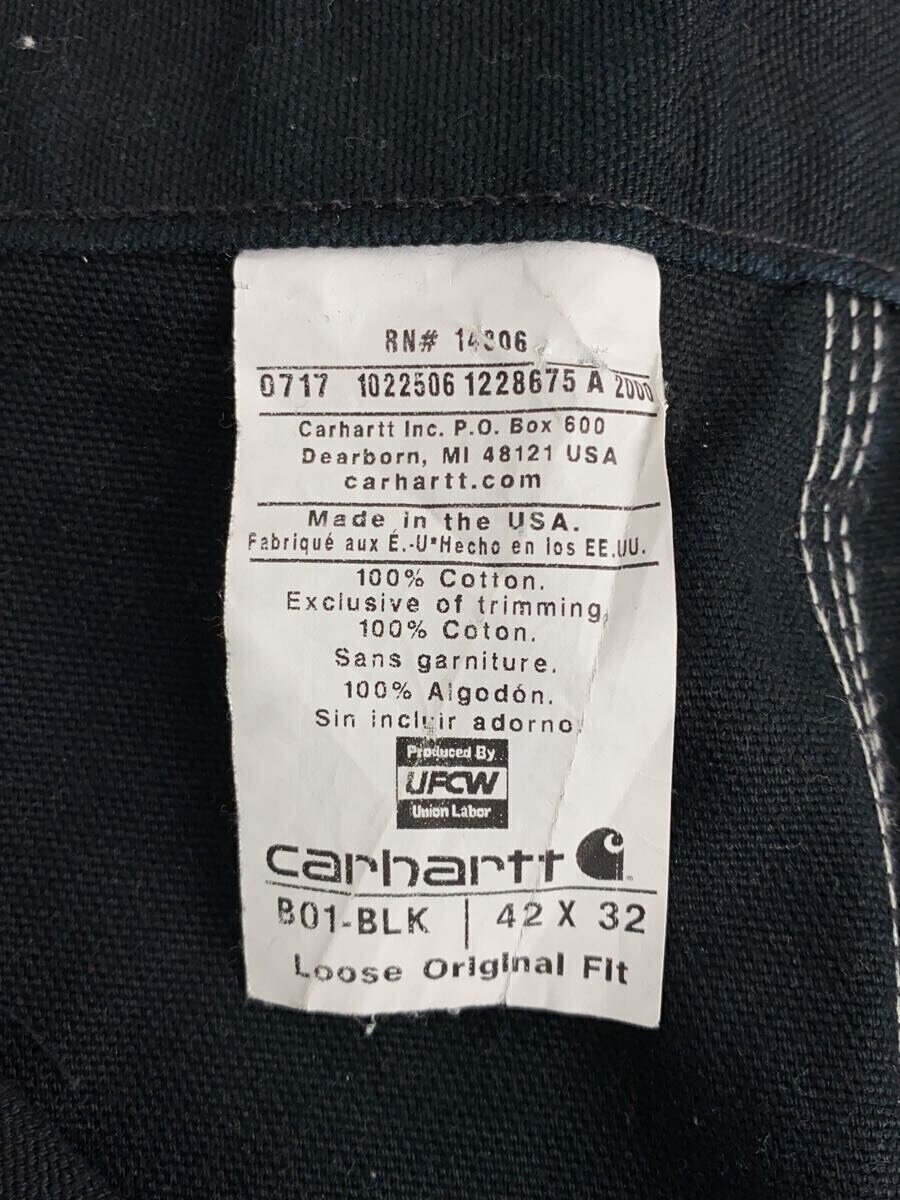 RN# 14806
0717 1022506 1228675 A 2000
Carhartt Inc. P.O. Box 600
Dearborn, MI 48121 USA
carhartt.com
Made in the USA.
Fabriqué aux É.-U*Hecho en los EE.UU.
100% Cotton.
Exclusive of trimming.
100% Coton.
Sans garniture.
100% Algodón.
Sin incluir adorno.
Produced By
UFCW
Union Labor
carhartt
B01-BLK | 42 X 32
Loose Original Fit